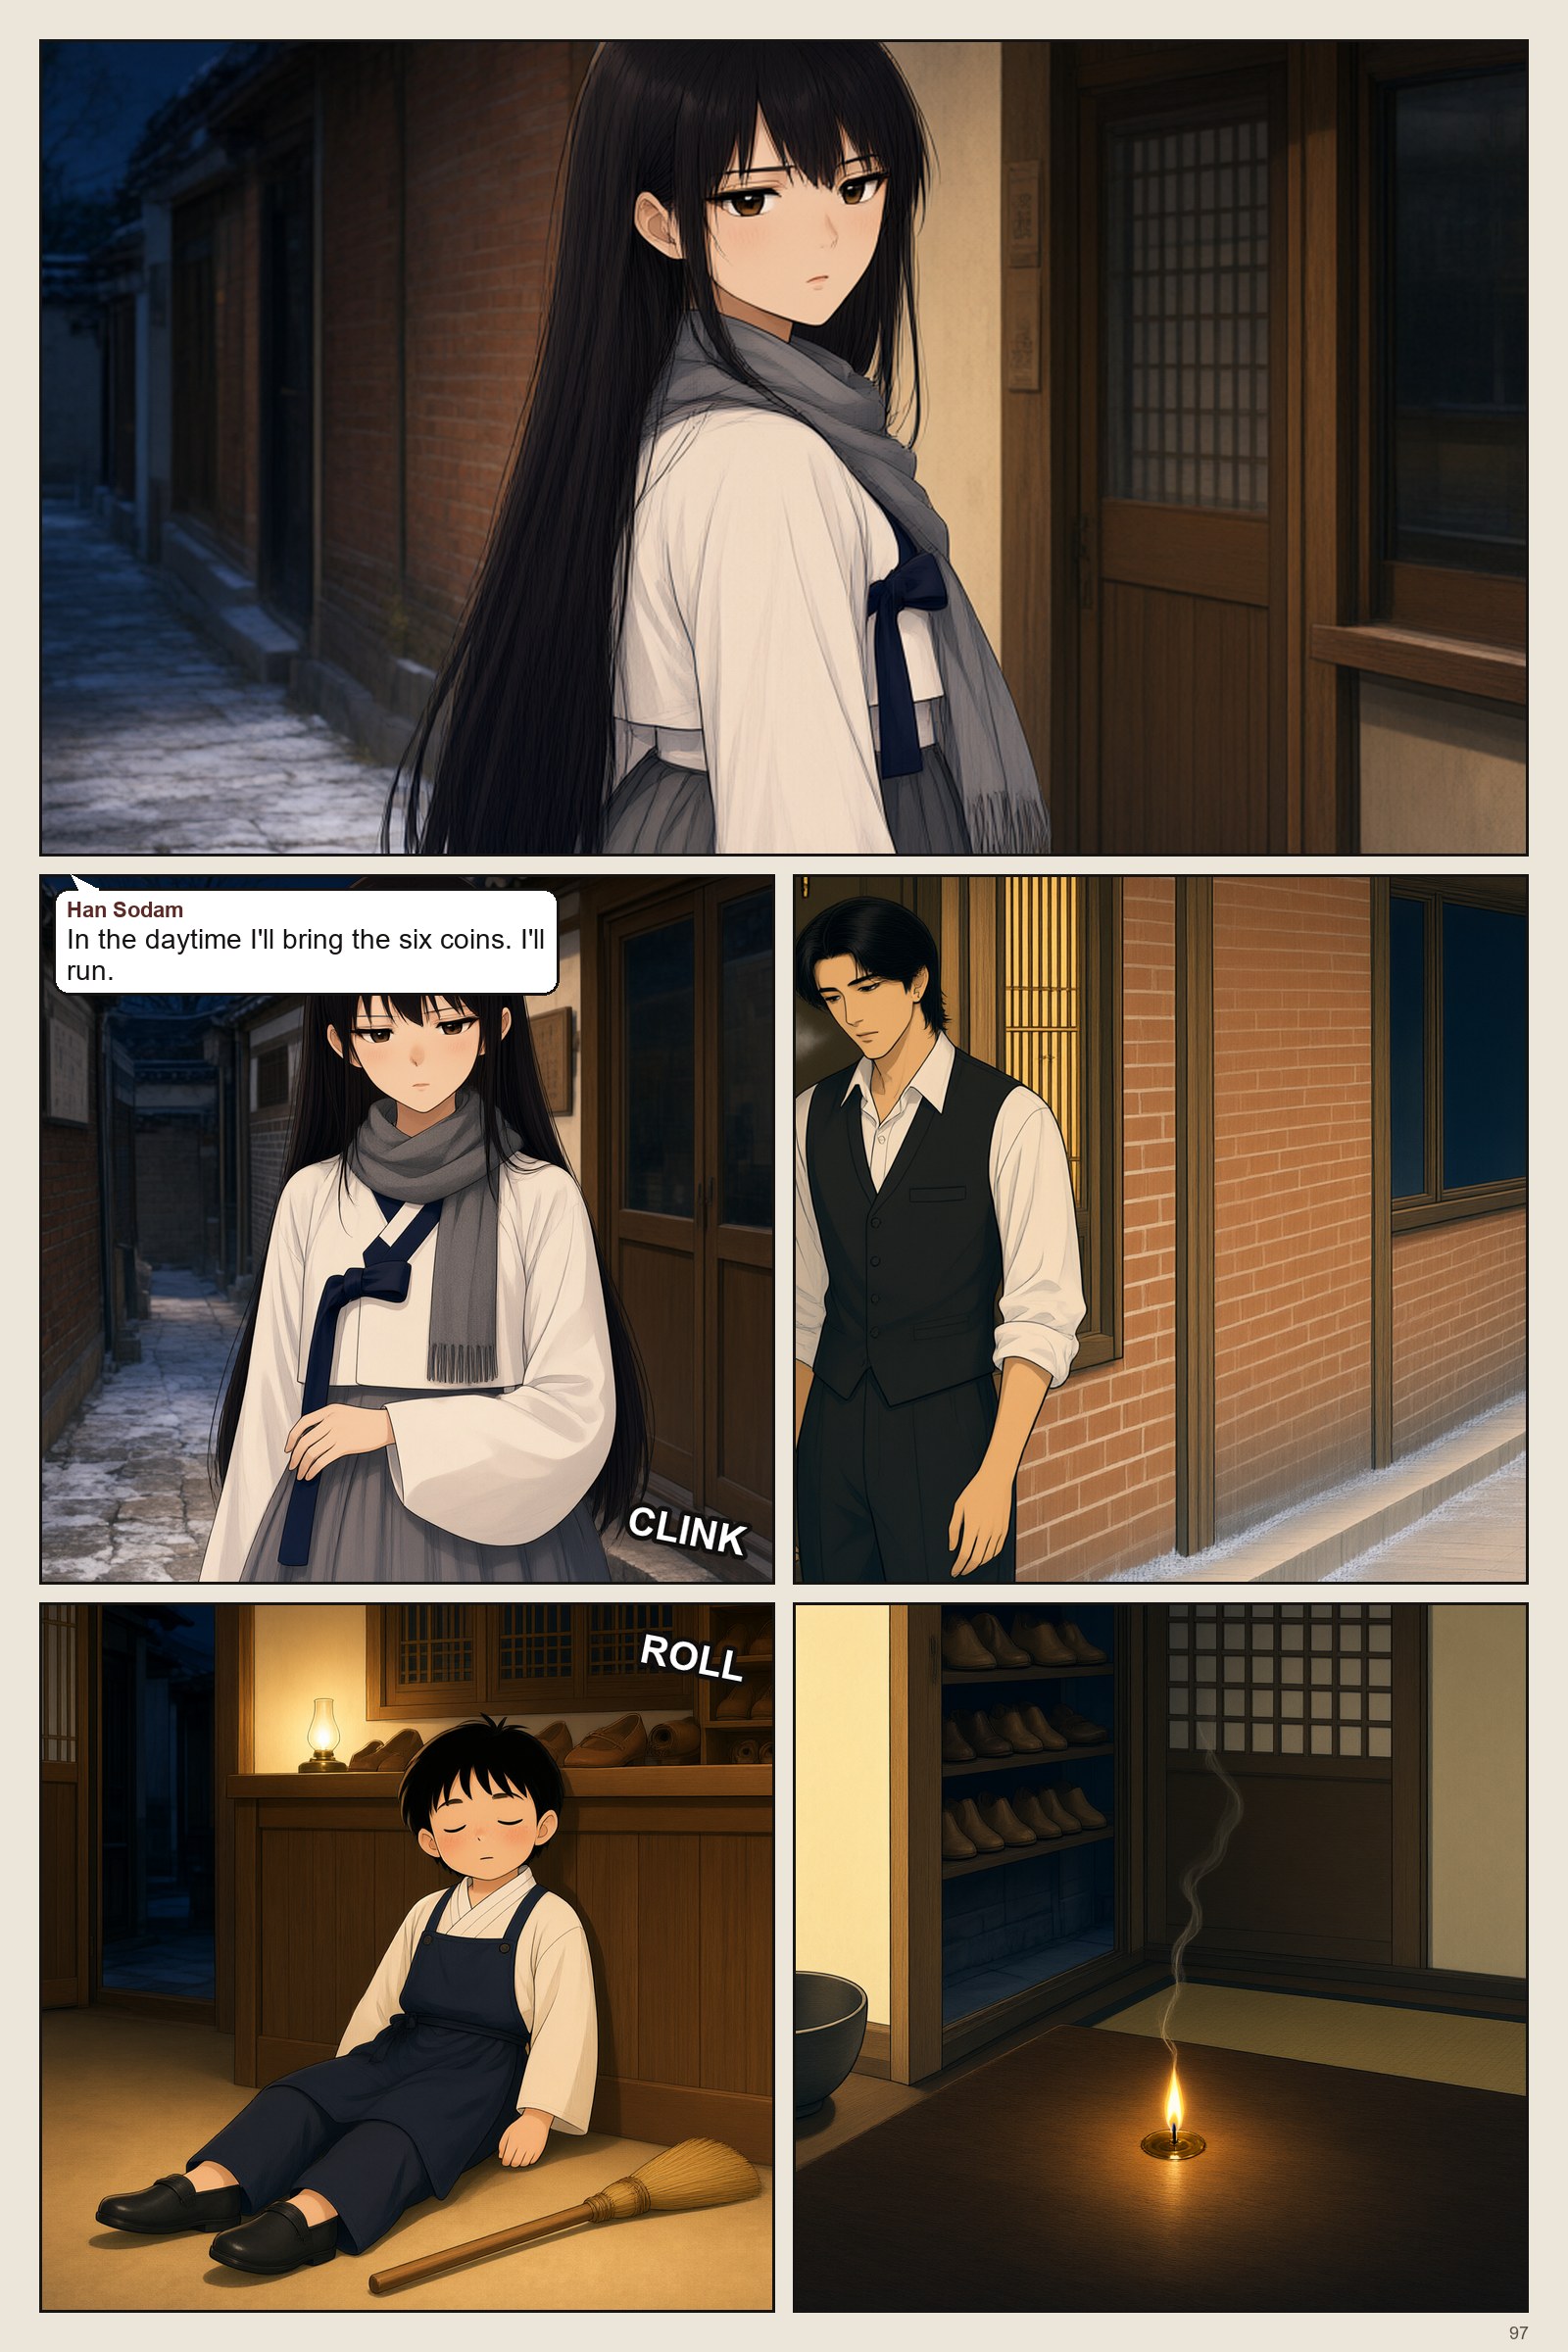 Han Sodam
In the daytime I'll bring the six coins. I'll
run.
CLINK
ROLL
97